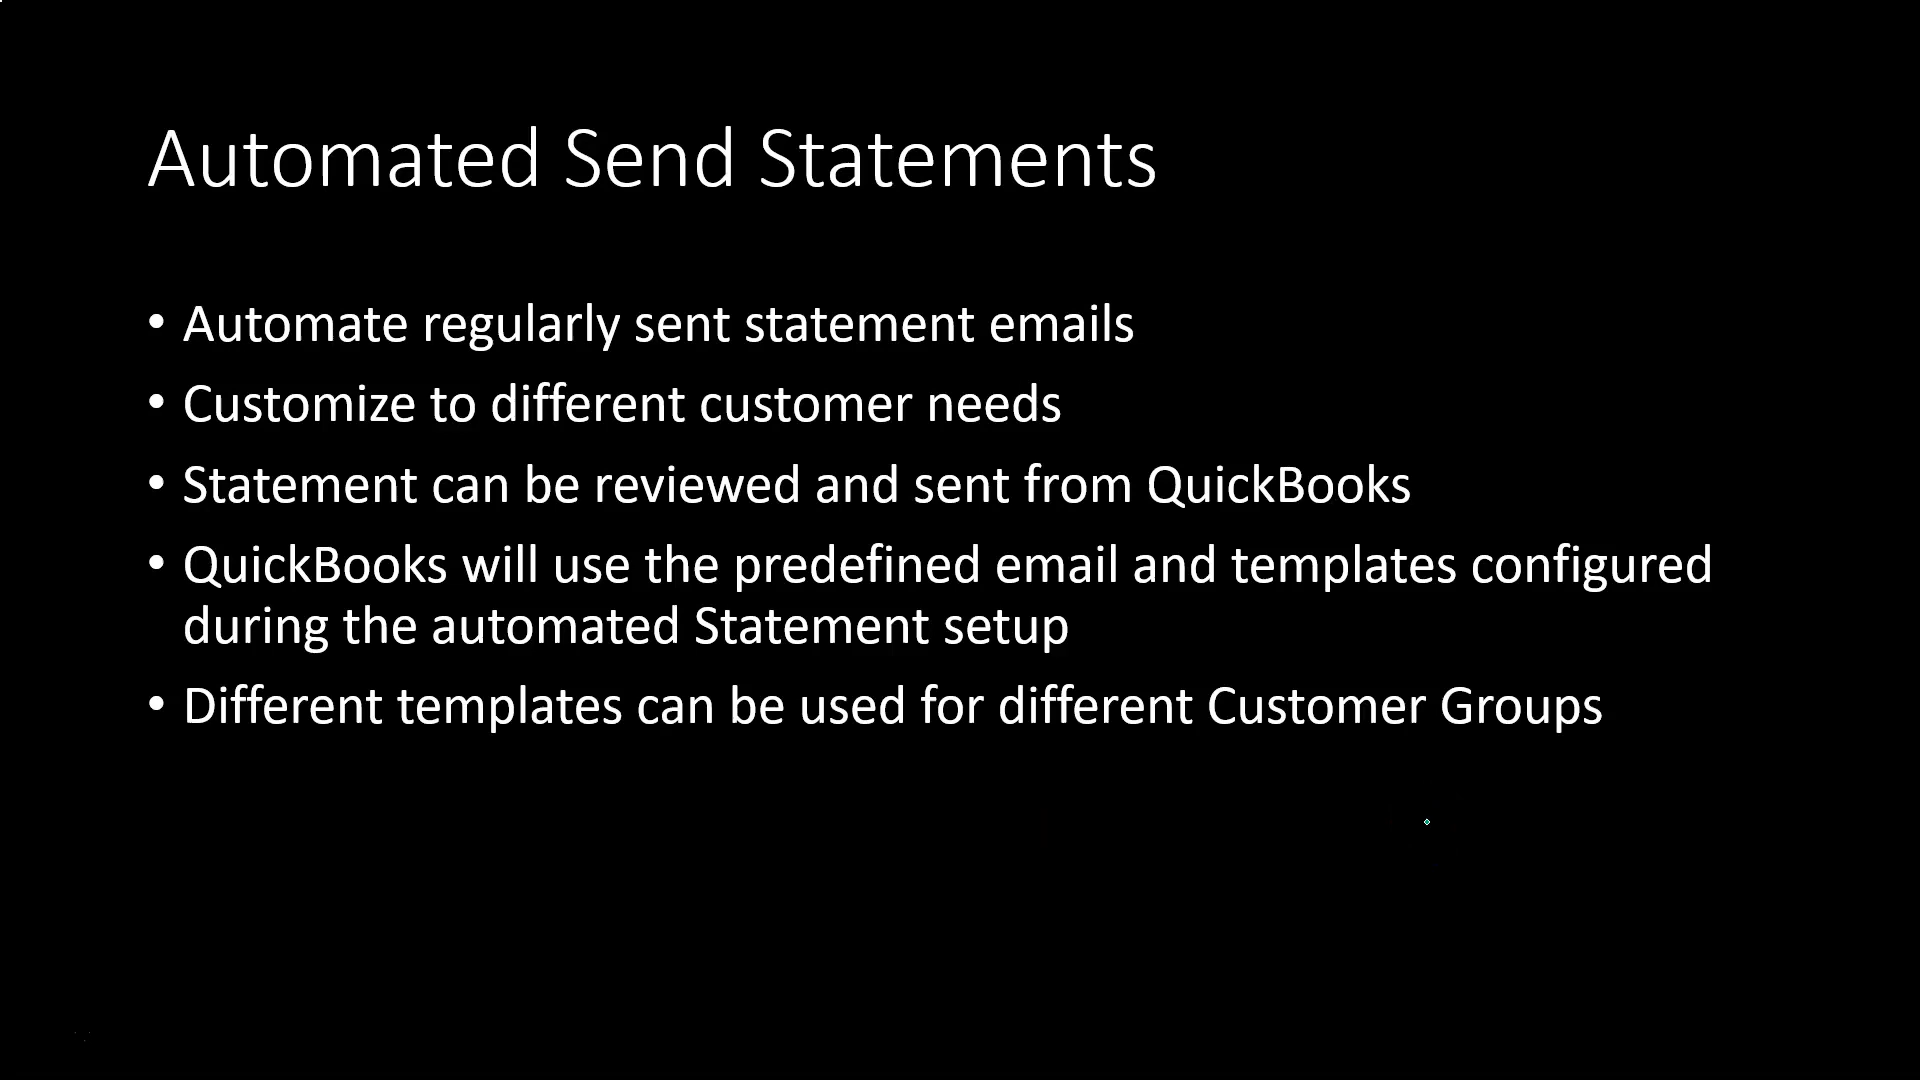 Automated Send Statements
• Automate regularly sent statement emails
• Customize to different customer needs
• Statement can be reviewed and sent from QuickBooks
• QuickBooks will use the predefined email and templates configured
during the automated Statement setup
• Different templates can be used for different Customer Groups